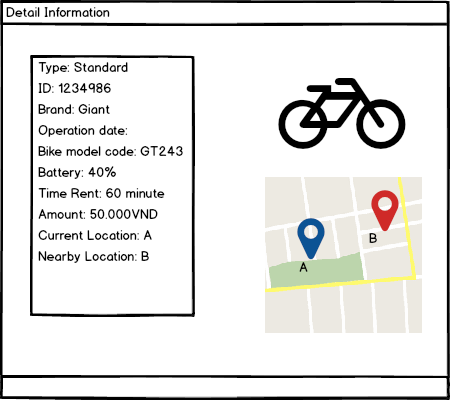 Detail Information
Type: Standard
ID: 1234986
Brand: Giant
Operation date:
Bike model code: GT243
Battery: 40%
Time Rent: 60 minute
Amount: 50.000VND
Current Location: A
Nearby Location: B
B
A